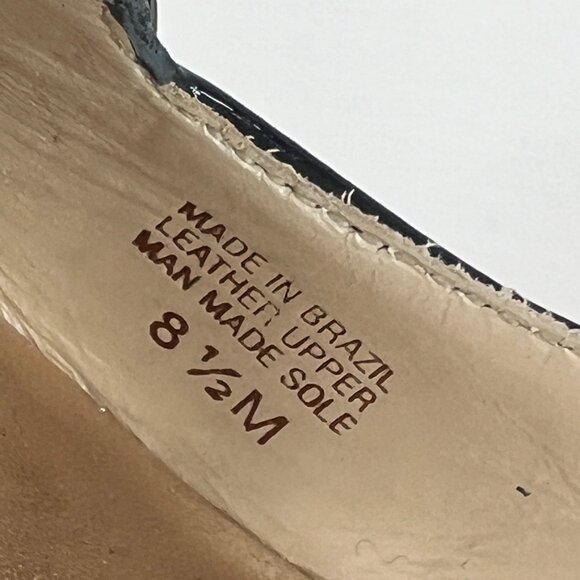 MADE IN BRAZIL
LEATHER UPPER
MAN MADE SOLE
8 1/2 M